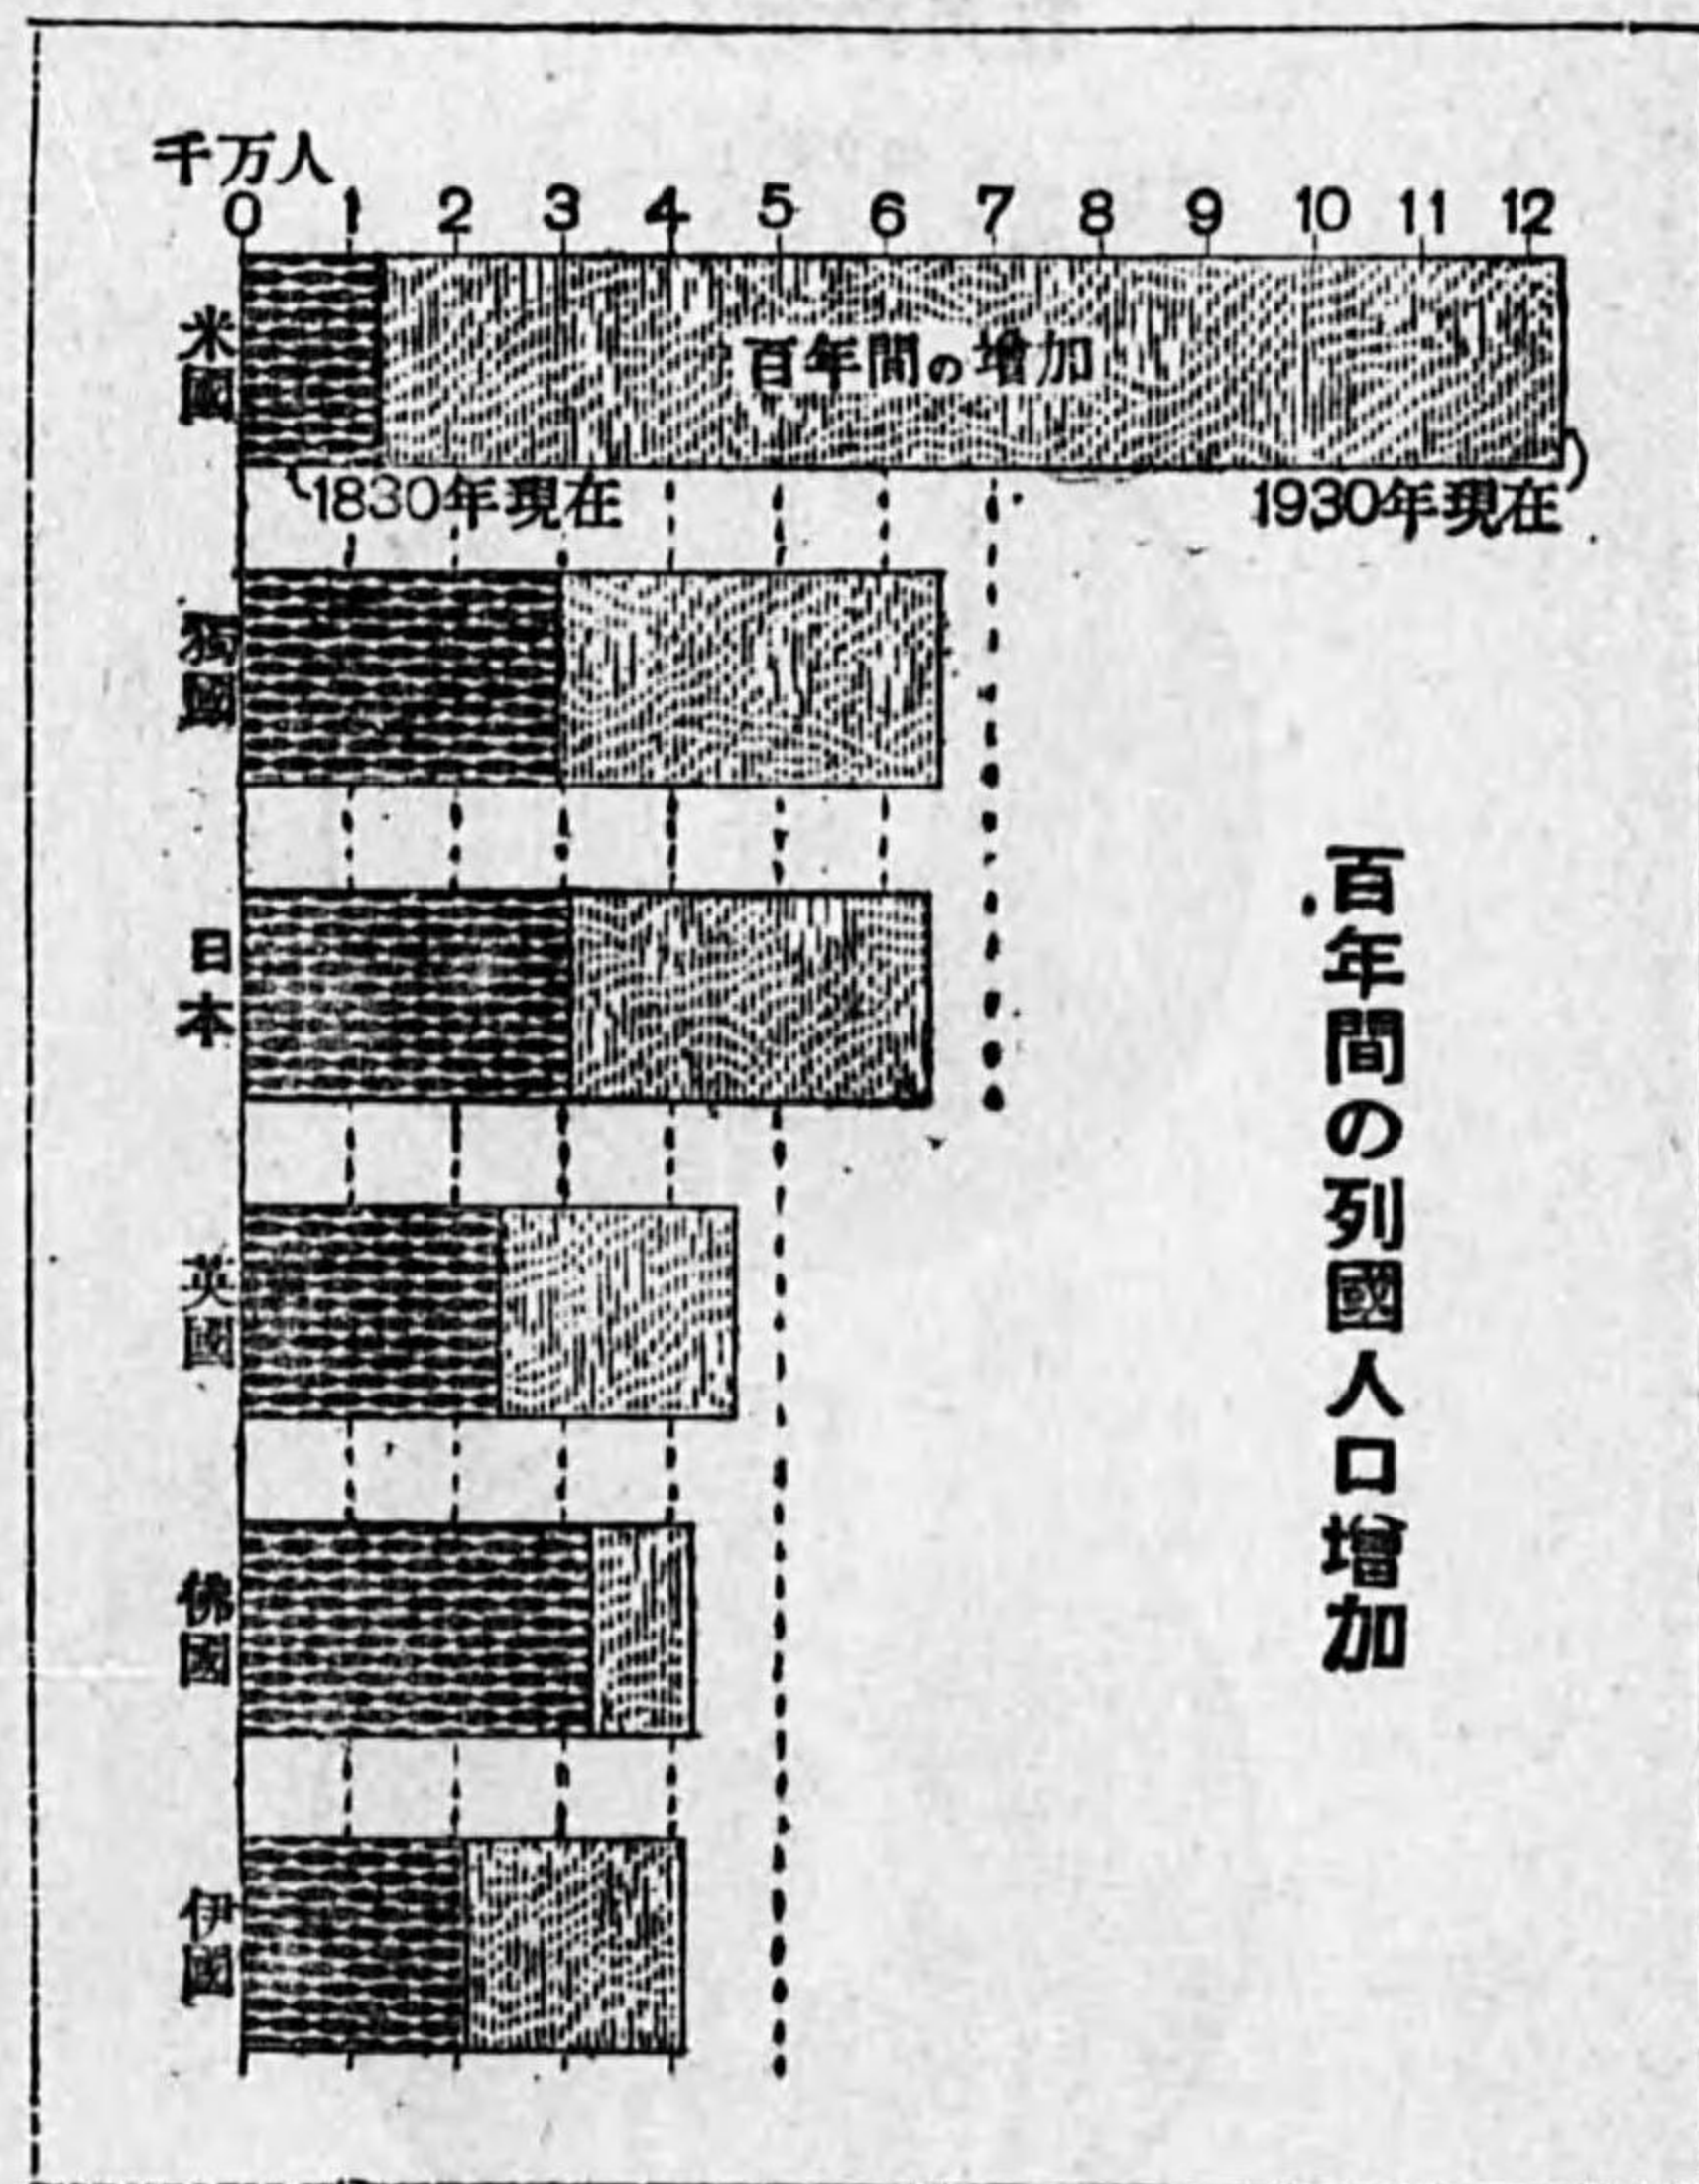 千万人
0 1 2 3 4 5 6 7 8 9 10 11 12
米國
百年間の増加
1830年現在
1930年現在
獨國
日本
英國
佛國
伊國
百年間の列國人口増加